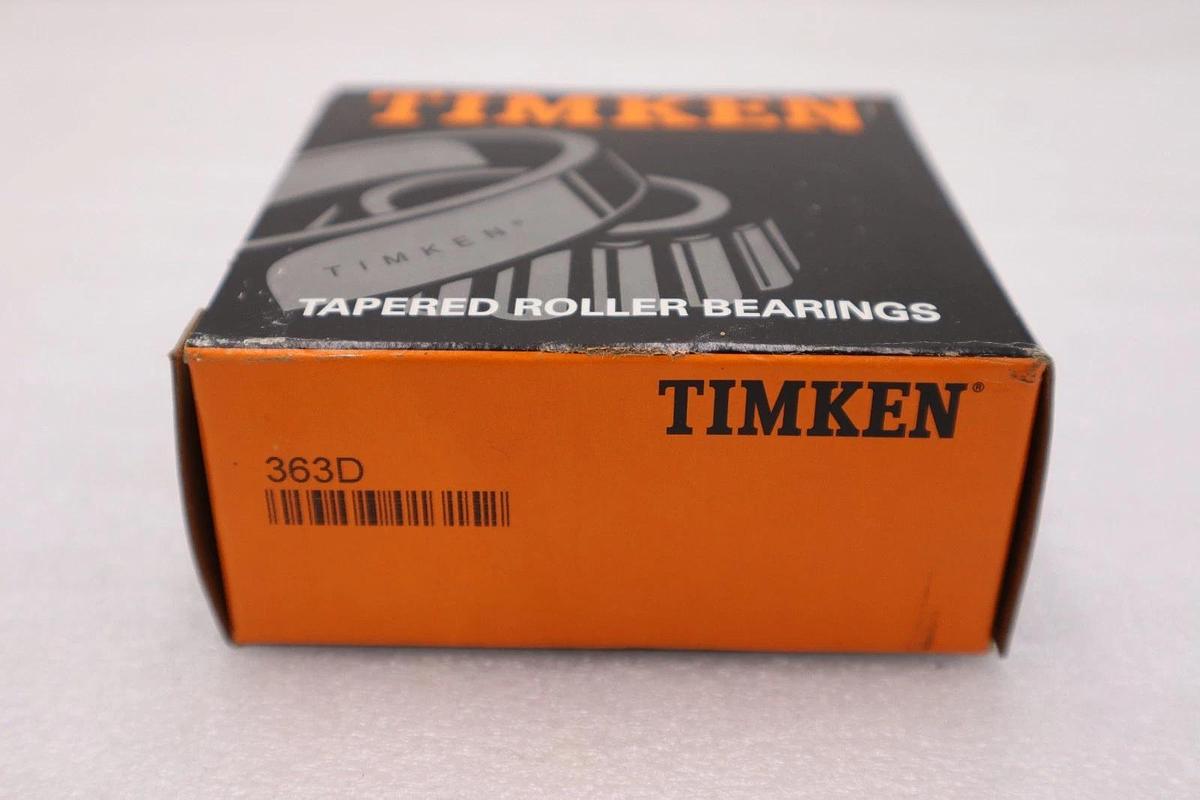 TIMKEN
TIMKEN®
TAPERED ROLLER BEARINGS
TIMKEN®
363D